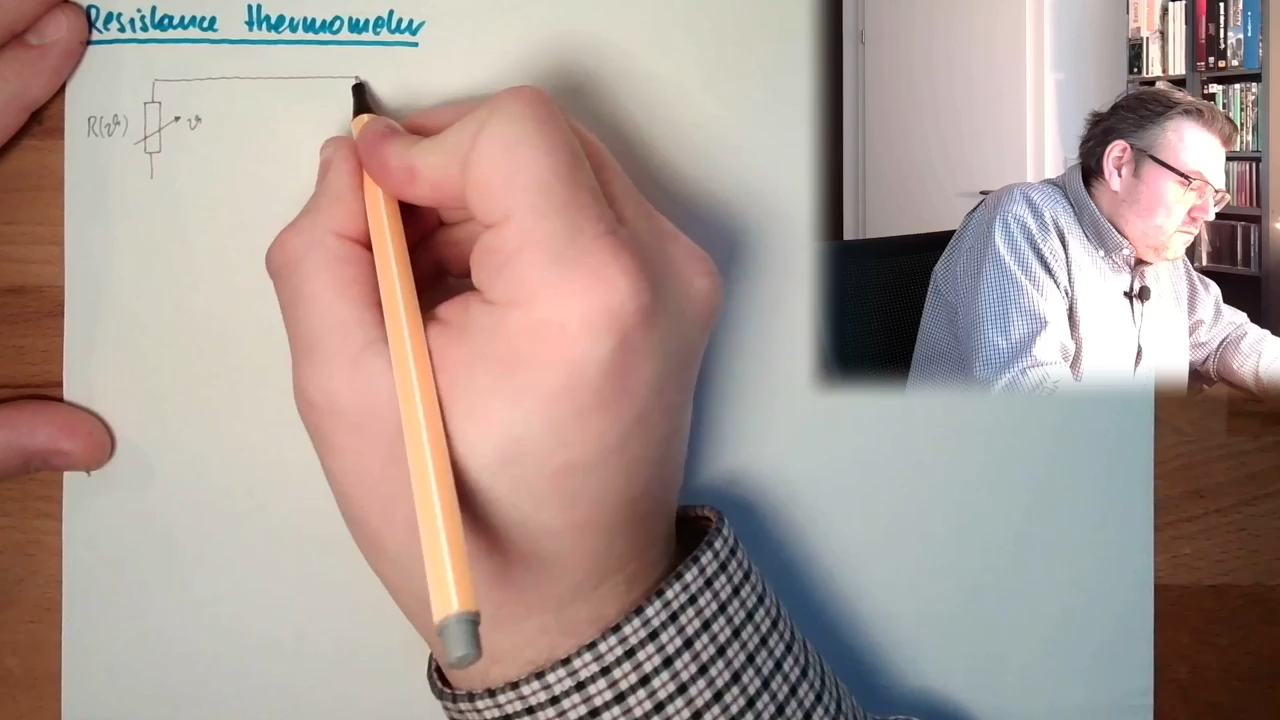 Resistance thermometer
R(ϑ) ϑ